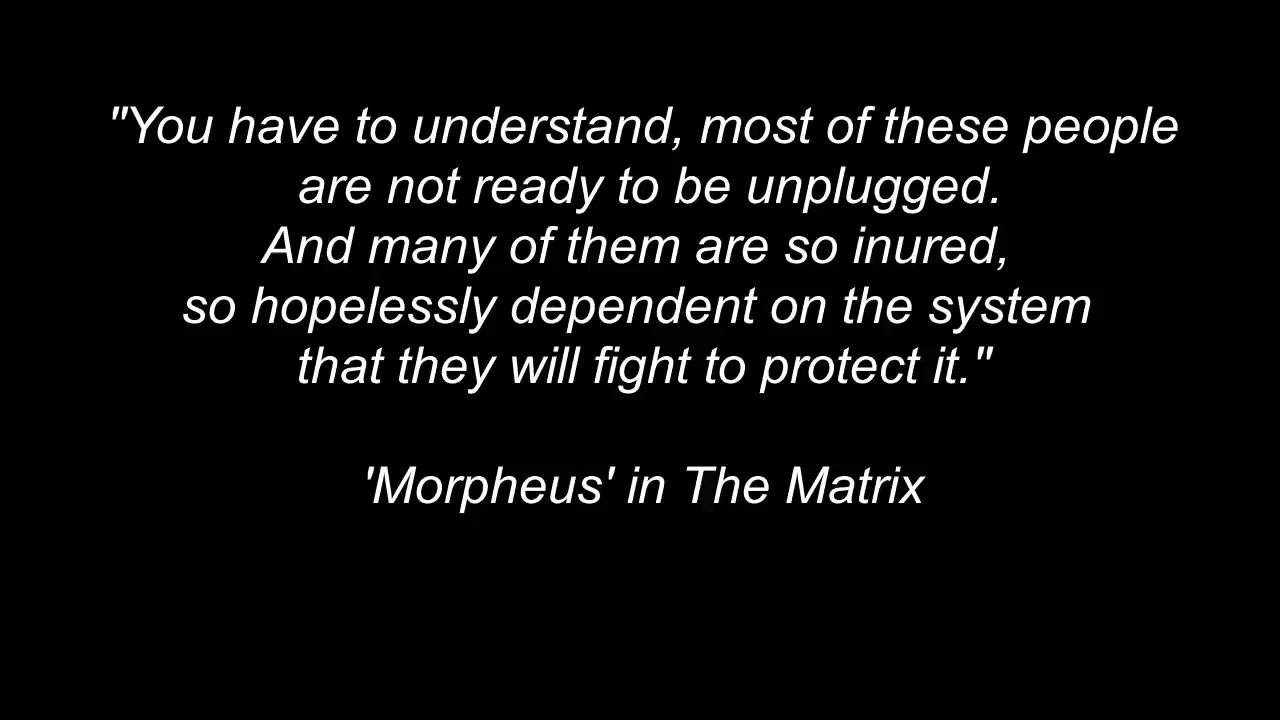 "You have to understand, most of these people
are not ready to be unplugged.
And many of them are so inured,
so hopelessly dependent on the system
that they will fight to protect it."
'Morpheus' in The Matrix